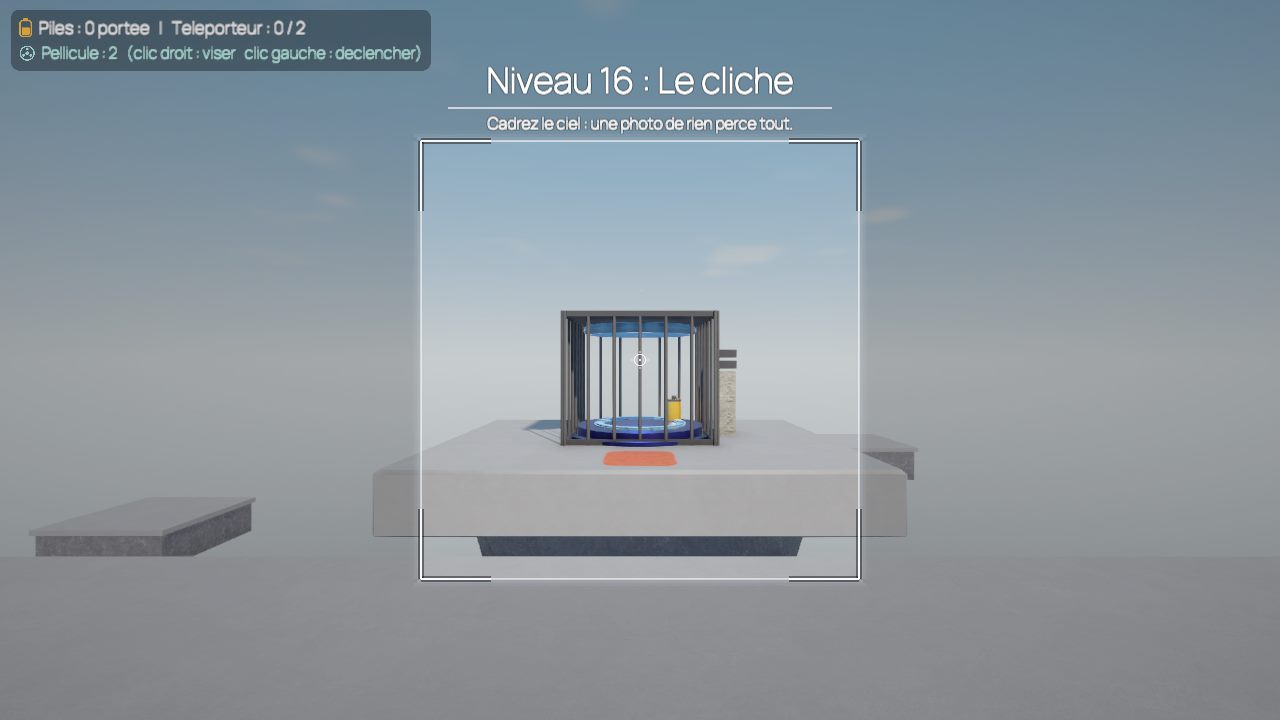 Piles : 0 portee | Teleporteur : 0 / 2
Pellicule : 2 (clic droit : viser clic gauche : declencher)
Niveau 16 : Le cliche
Cadrez le ciel : une photo de rien perce tout.